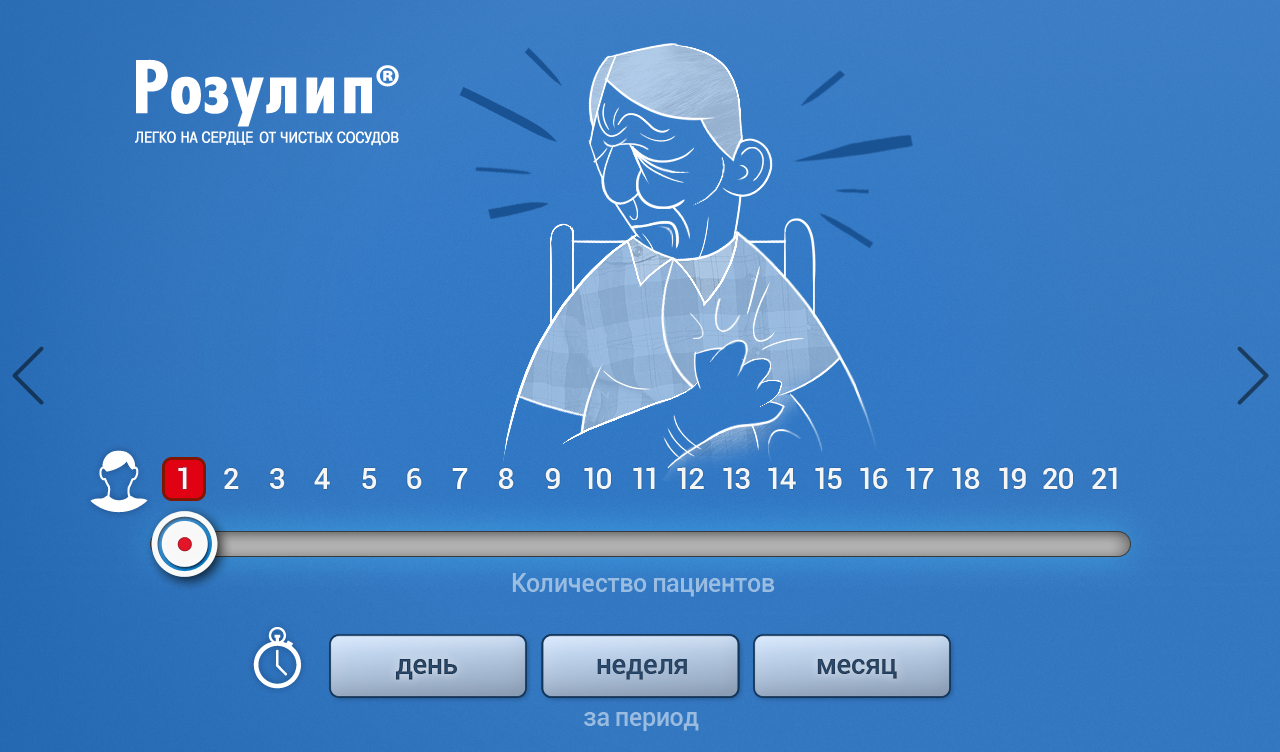 Розулип®
ЛЕГКО НА СЕРДЦЕ ОТ ЧИСТЫХ СОСУДОВ
1 2 3 4 5 6 7 8 9 10 11 12 13 14 15 16 17 18 19 20 21
Количество пациентов
день неделя месяц
за период